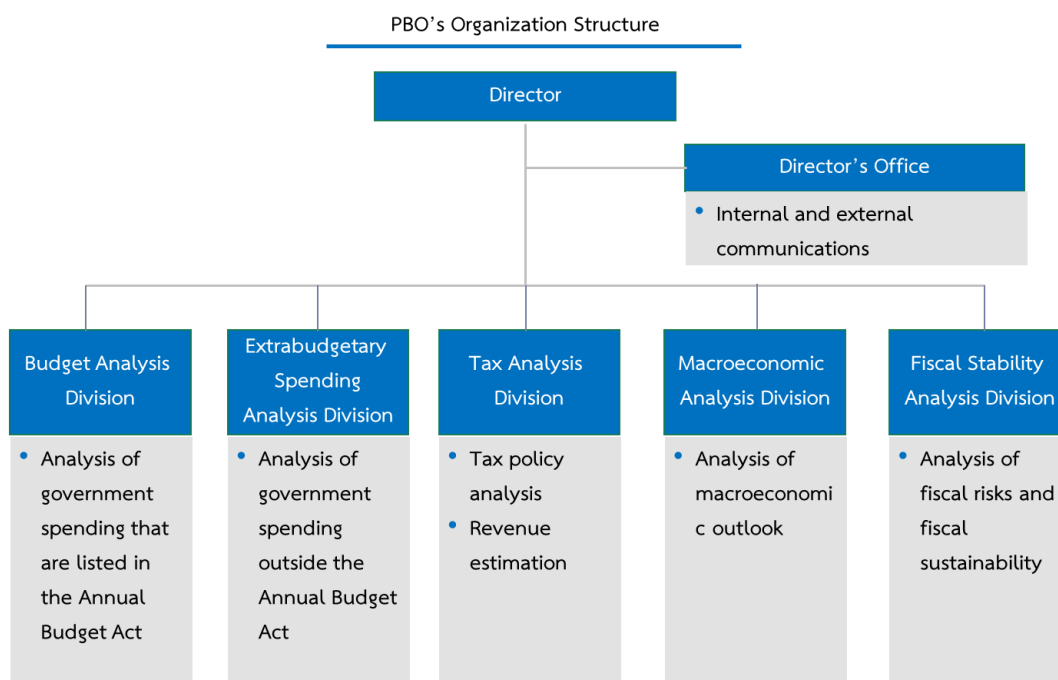 PBO's Organization Structure
Director
Director's Office
• Internal and external
communications
Budget Analysis
Division
• Analysis of
government
spending that
are listed in
the Annual
Budget Act
Extrabudgetary
Spending
Analysis Division
• Analysis of
government
spending
outside the
Annual Budget
Act
Tax Analysis
Division
• Tax policy
analysis
• Revenue
estimation
Macroeconomic
Analysis Division
• Analysis of
macroeconomi
c outlook
Fiscal Stability
Analysis Division
• Analysis of
fiscal risks and
fiscal
sustainability